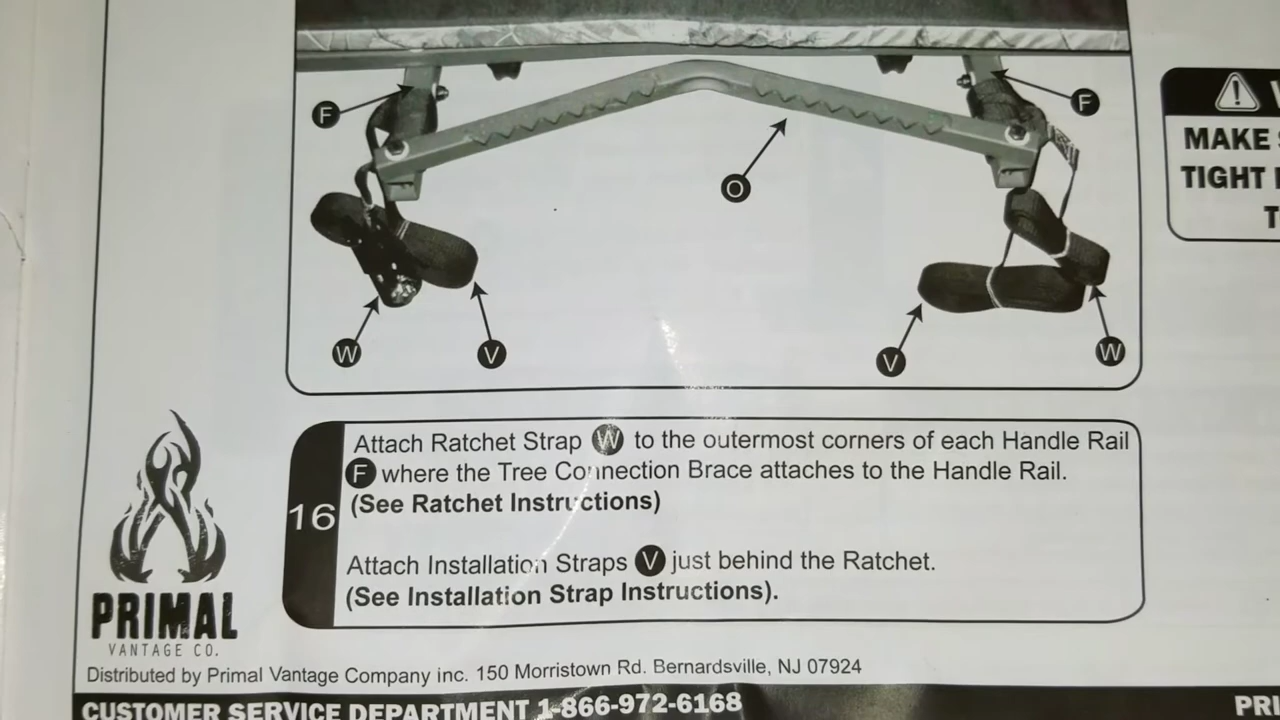 F
F
O
W
V
V
W
MAKE
TIGHT
16
Attach Ratchet Strap W to the outermost corners of each Handle Rail
F where the Tree Connection Brace attaches to the Handle Rail.
(See Ratchet Instructions)
Attach Installation Straps V just behind the Ratchet.
(See Installation Strap Instructions).
PRIMAL
VANTAGE CO.
Distributed by Primal Vantage Company inc. 150 Morristown Rd. Bernardsville, NJ 07924
CUSTOMER SERVICE DEPARTMENT 1-866-972-6168